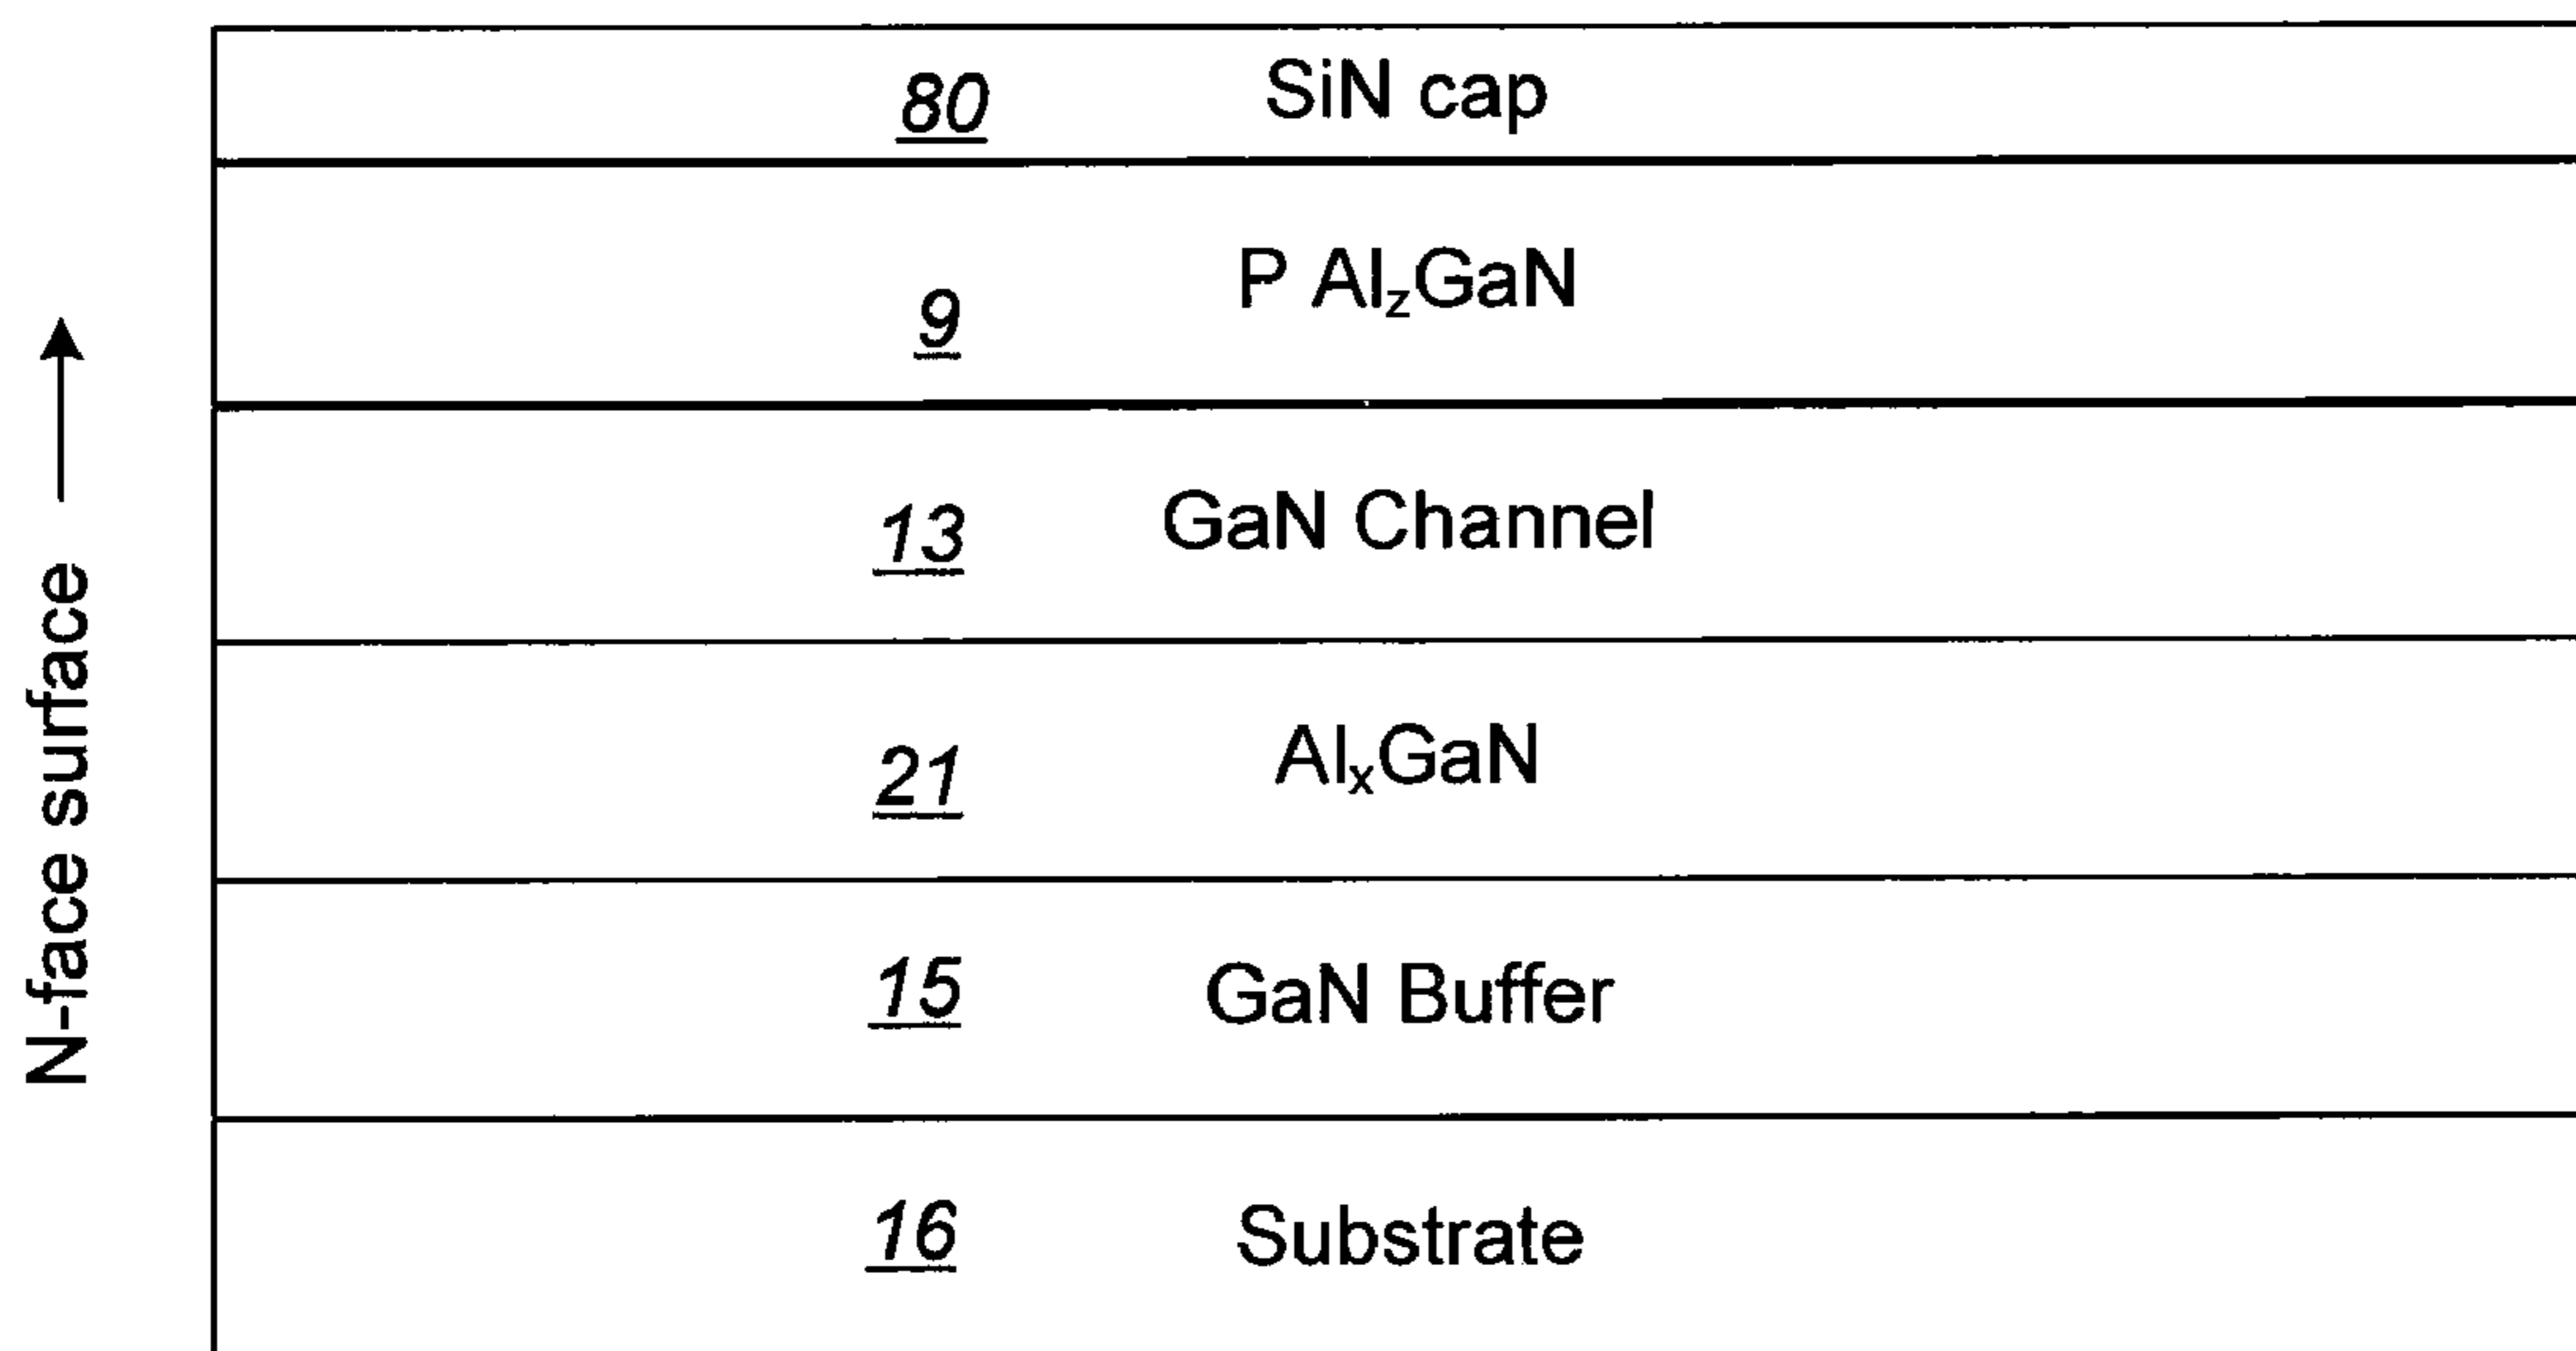 80 SiN cap
9 P AlzGaN
13 GaN Channel
21 AlxGaN
15 GaN Buffer
16 Substrate
N-face surface